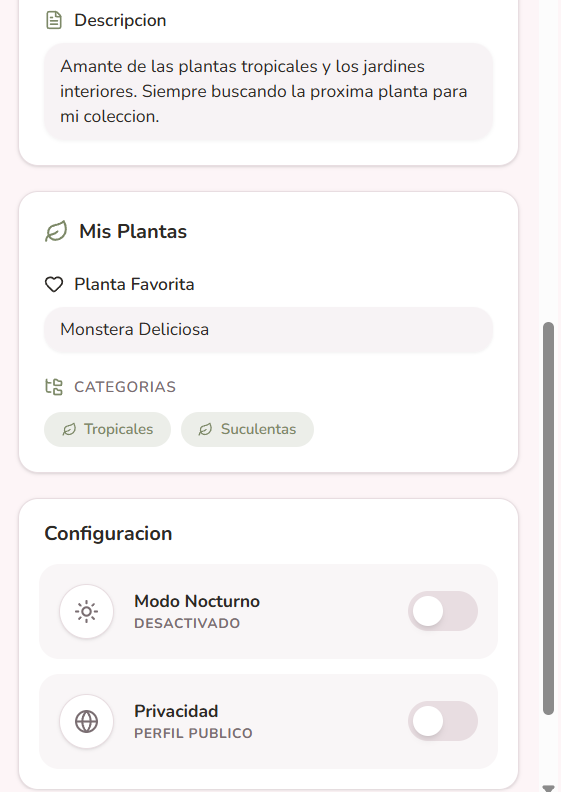 Descripcion
Amante de las plantas tropicales y los jardines
interiores. Siempre buscando la proxima planta para
mi coleccion.
Mis Plantas
Planta Favorita
Monstera Deliciosa
CATEGORIAS
Tropicales
Suculentas
Configuracion
Modo Nocturno
DESACTIVADO
Privacidad
PERFIL PUBLICO